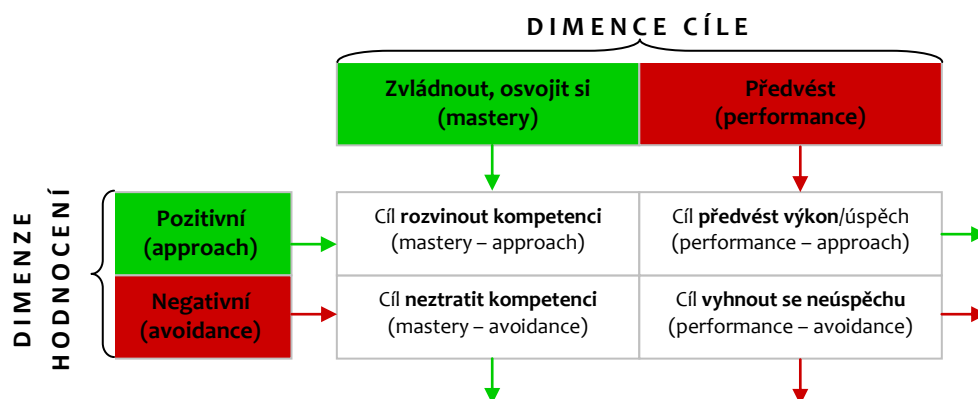 DIMENCE CÍLE
Zvládnout, osvojit si
(mastery)
Předvést
(performance)
DIMENZE
HODNOCENÍ
Pozitivní
(approach)
Cíl rozvinout kompetenci
(mastery – approach)
Cíl předvést výkon/úspěch
(performance – approach)
Negativní
(avoidance)
Cíl neztratit kompetenci
(mastery – avoidance)
Cíl vyhnout se neúspěchu
(performance – avoidance)